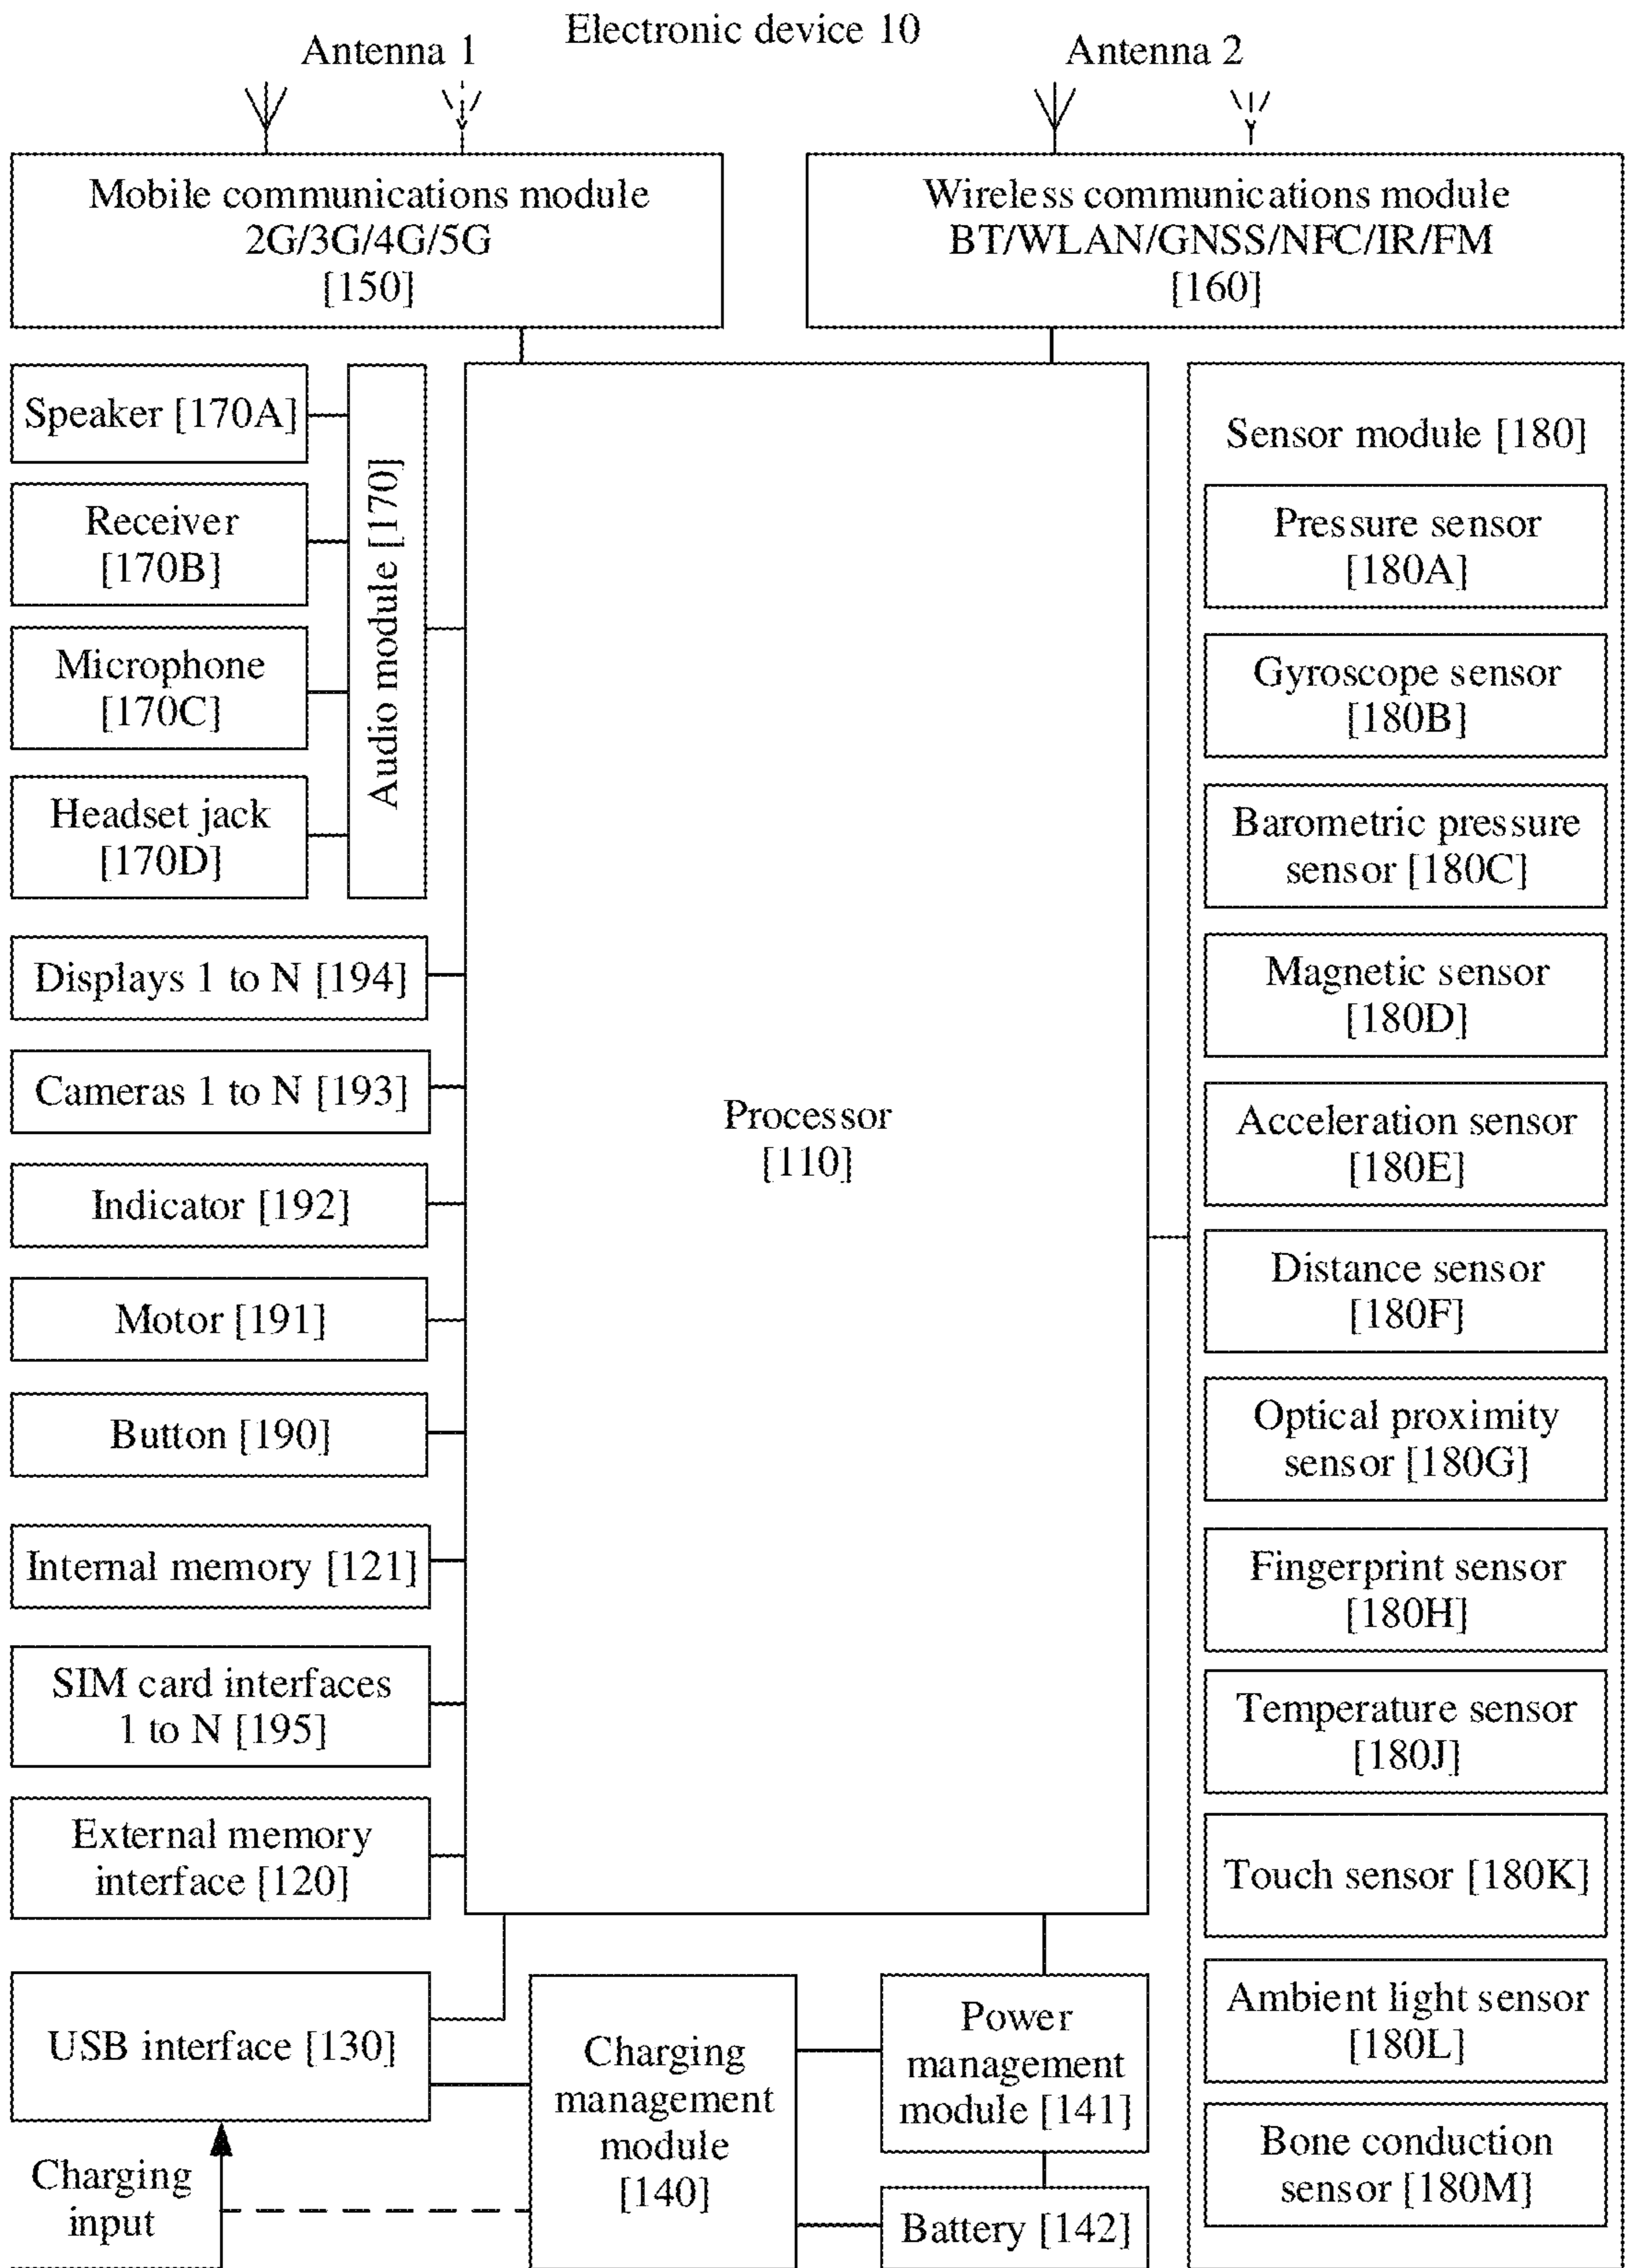 Electronic device 10
Antenna 1
Antenna 2
Mobile communications module
2G/3G/4G/5G
[150]
Wireless communications module
BT/WLAN/GNSS/NFC/IR/FM
[160]
Speaker [170A]
Receiver
[170B]
Microphone
[170C]
Headset jack
[170D]
Audio module [170]
Displays 1 to N [194]
Cameras 1 to N [193]
Indicator [192]
Motor [191]
Button [190]
Internal memory [121]
SIM card interfaces
1 to N [195]
External memory
interface [120]
Processor
[110]
Sensor module [180]
Pressure sensor
[180A]
Gyroscope sensor
[180B]
Barometric pressure
sensor [180C]
Magnetic sensor
[180D]
Acceleration sensor
[180E]
Distance sensor
[180F]
Optical proximity
sensor [180G]
Fingerprint sensor
[180H]
Temperature sensor
[180J]
Touch sensor [180K]
Ambient light sensor
[180L]
Bone conduction
sensor [180M]
USB interface [130]
Charging
input
Charging
management
module
[140]
Power
management
module [141]
Battery [142]